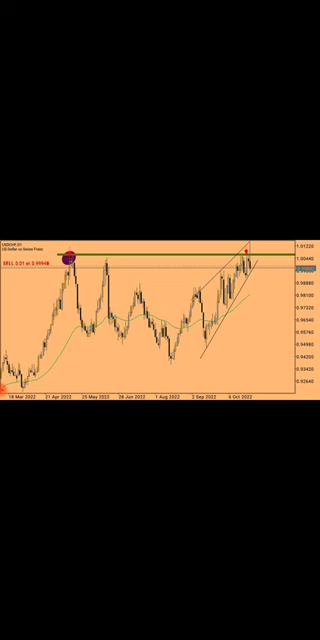 USDCHF,D1
US Dollar vs Swiss Franc
SELL 0.01 at 0.99948
1.01220
1.00440
0.98880
0.98100
0.97320
0.96540
0.95760
0.94980
0.94200
0.93420
0.92640
18 Mar 2022 21 Apr 2022 25 May 2022 28 Jun 2022 1 Aug 2022 2 Sep 2022 6 Oct 2022